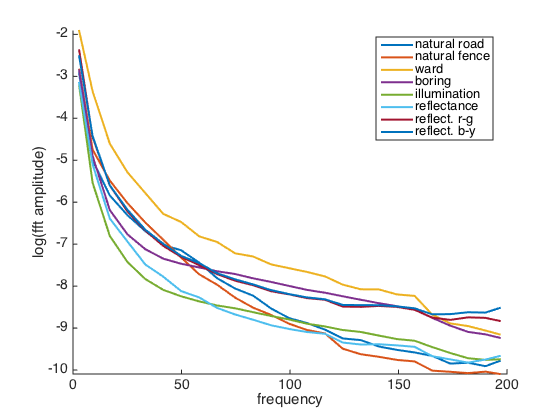 -2
-3
-4
-5
-6
-7
-8
-9
-10
log(fft amplitude)
0
50
100
150
200
frequency
natural road
natural fence
ward
boring
illumination
reflectance
reflect. r-g
reflect. b-y